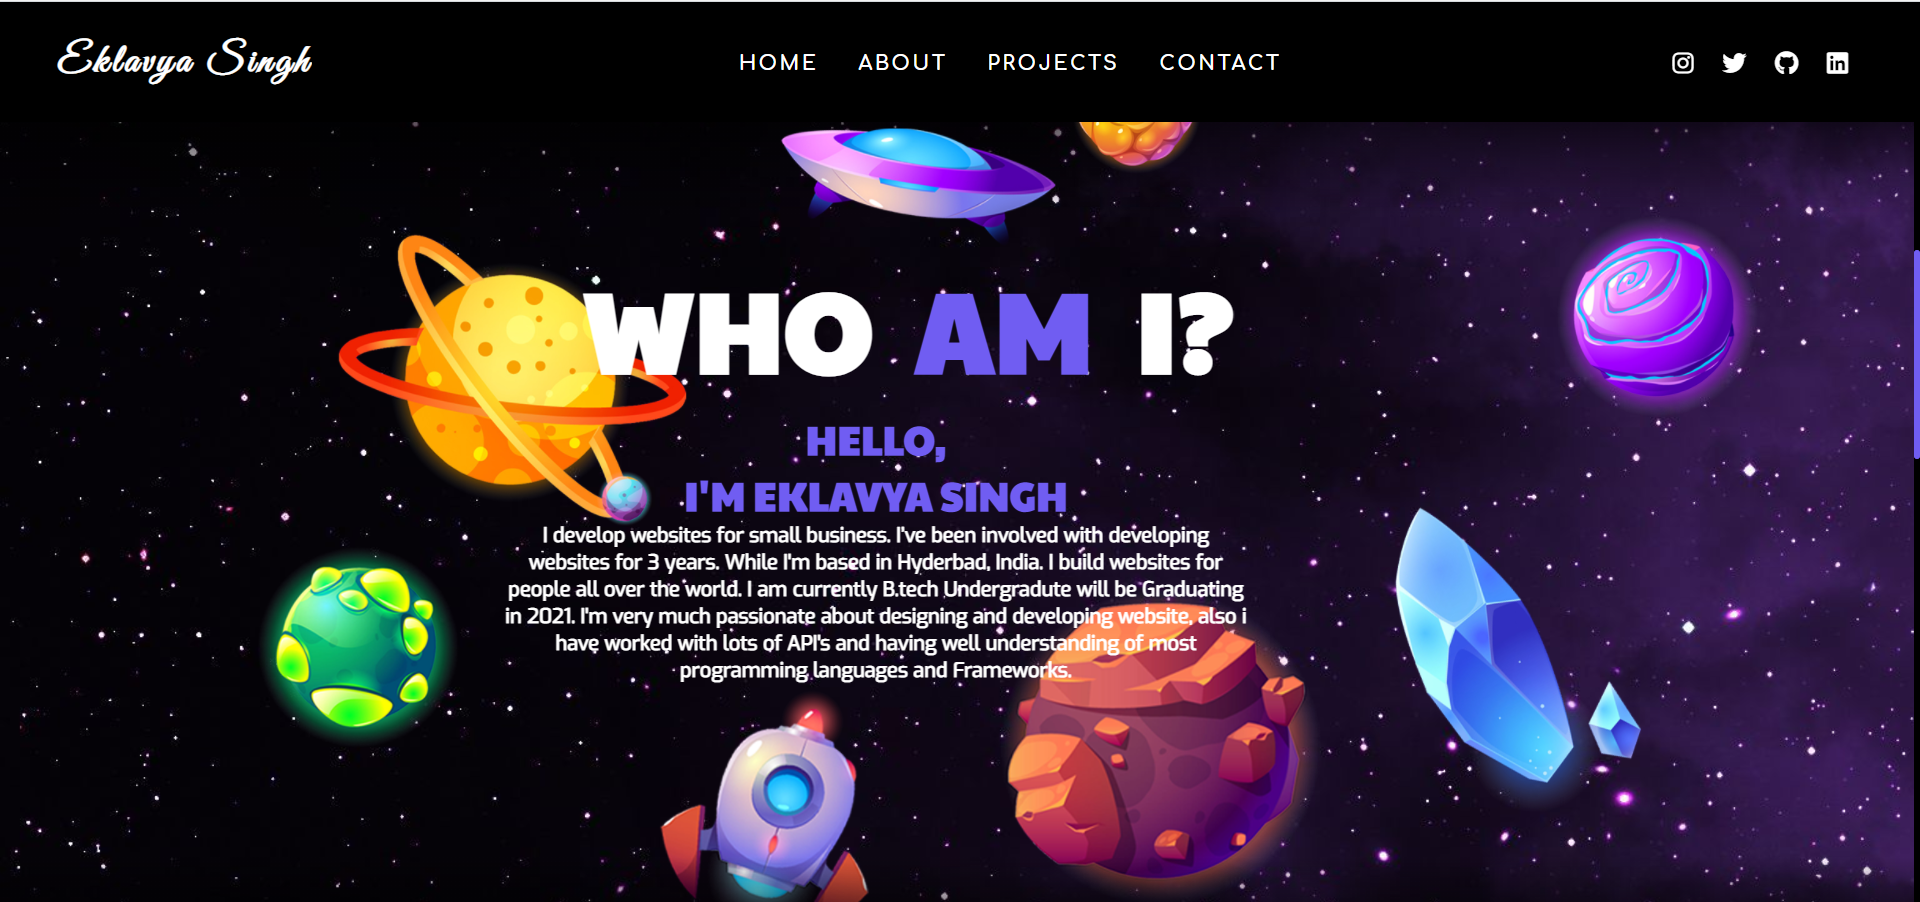 Eklavya Singh
HOME ABOUT PROJECTS CONTACT
WHO AM I?
HELLO,
I'M EKLAVYA SINGH
I develop websites for small business. I've been involved with developing
websites for 3 years. While I'm based in Hyderbad, India. I build websites for
people all over the world. I am currently B.tech Undergradute will be Graduating
in 2021. I'm very much passionate about designing and developing website, also i
have worked with lots of API's and having well understanding of most
programming languages and Frameworks.